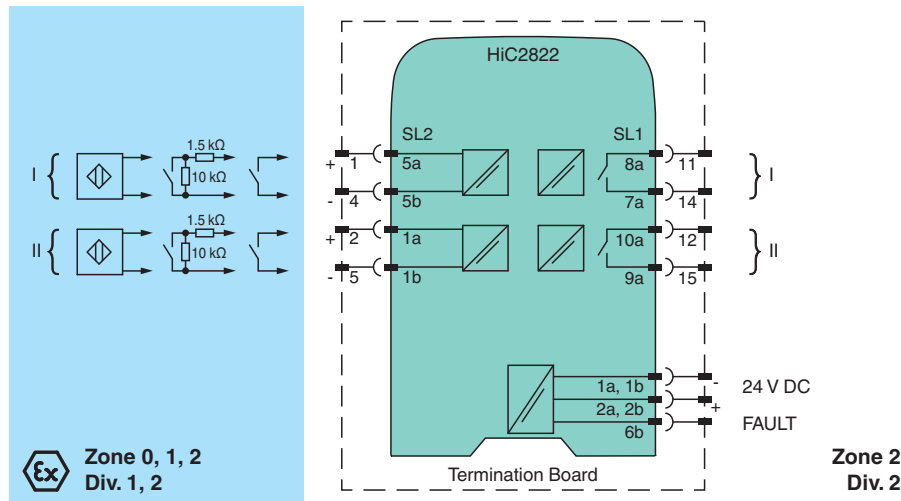 HiC2822
SL2 SL1
1.5 kΩ
10 kΩ
I {
+ 1 5a 8a 11
} I
- 4 5b 7a 14
1.5 kΩ
10 kΩ
II {
+ 2 1a 10a 12
} II
- 5 1b 9a 15
1a, 1b - 24 V DC
2a, 2b +
6b FAULT
Ex
Zone 0, 1, 2
Div. 1, 2
Termination Board
Zone 2
Div. 2